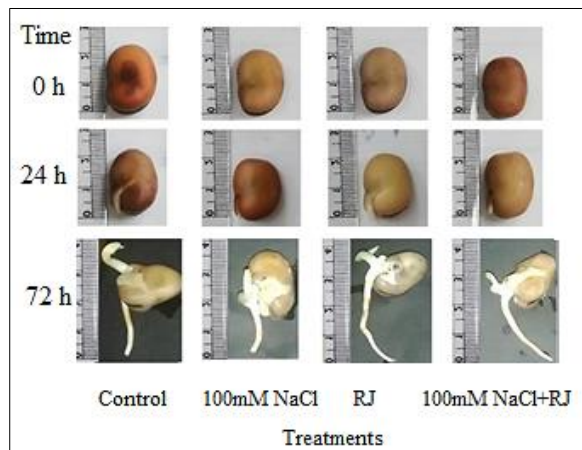 Time
0 h
24 h
72 h
Control 100mM NaCl RJ 100mM NaCl+RJ
Treatments